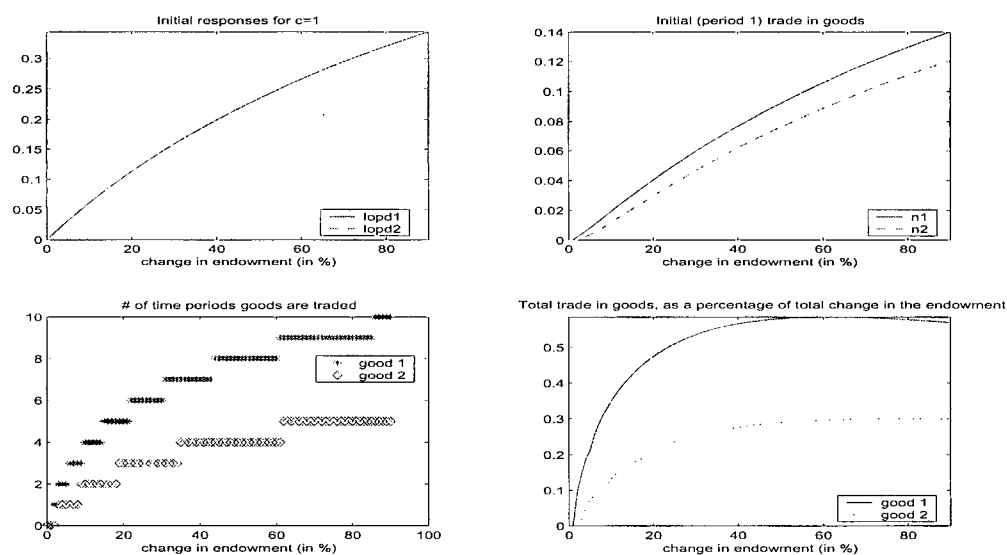 Initial responses for c=1
0.3
0.25
0.2
0.15
0.1
0.05
0
0 20 40 60 80
change in endowment (in %)
lopd1
lopd2
Initial (period 1) trade in goods
0.14
0.12
0.1
0.08
0.06
0.04
0.02
0
0 20 40 60 80
change in endowment (in %)
n1
n2
# of time periods goods are traded
10
8
6
4
2
0
0 20 40 60 80 100
change in endowment (in %)
good 1
good 2
Total trade in goods, as a percentage of total change in the endowment
0.5
0.4
0.3
0.2
0.1
0
0 20 40 60 80
change in endowment (in %)
good 1
good 2